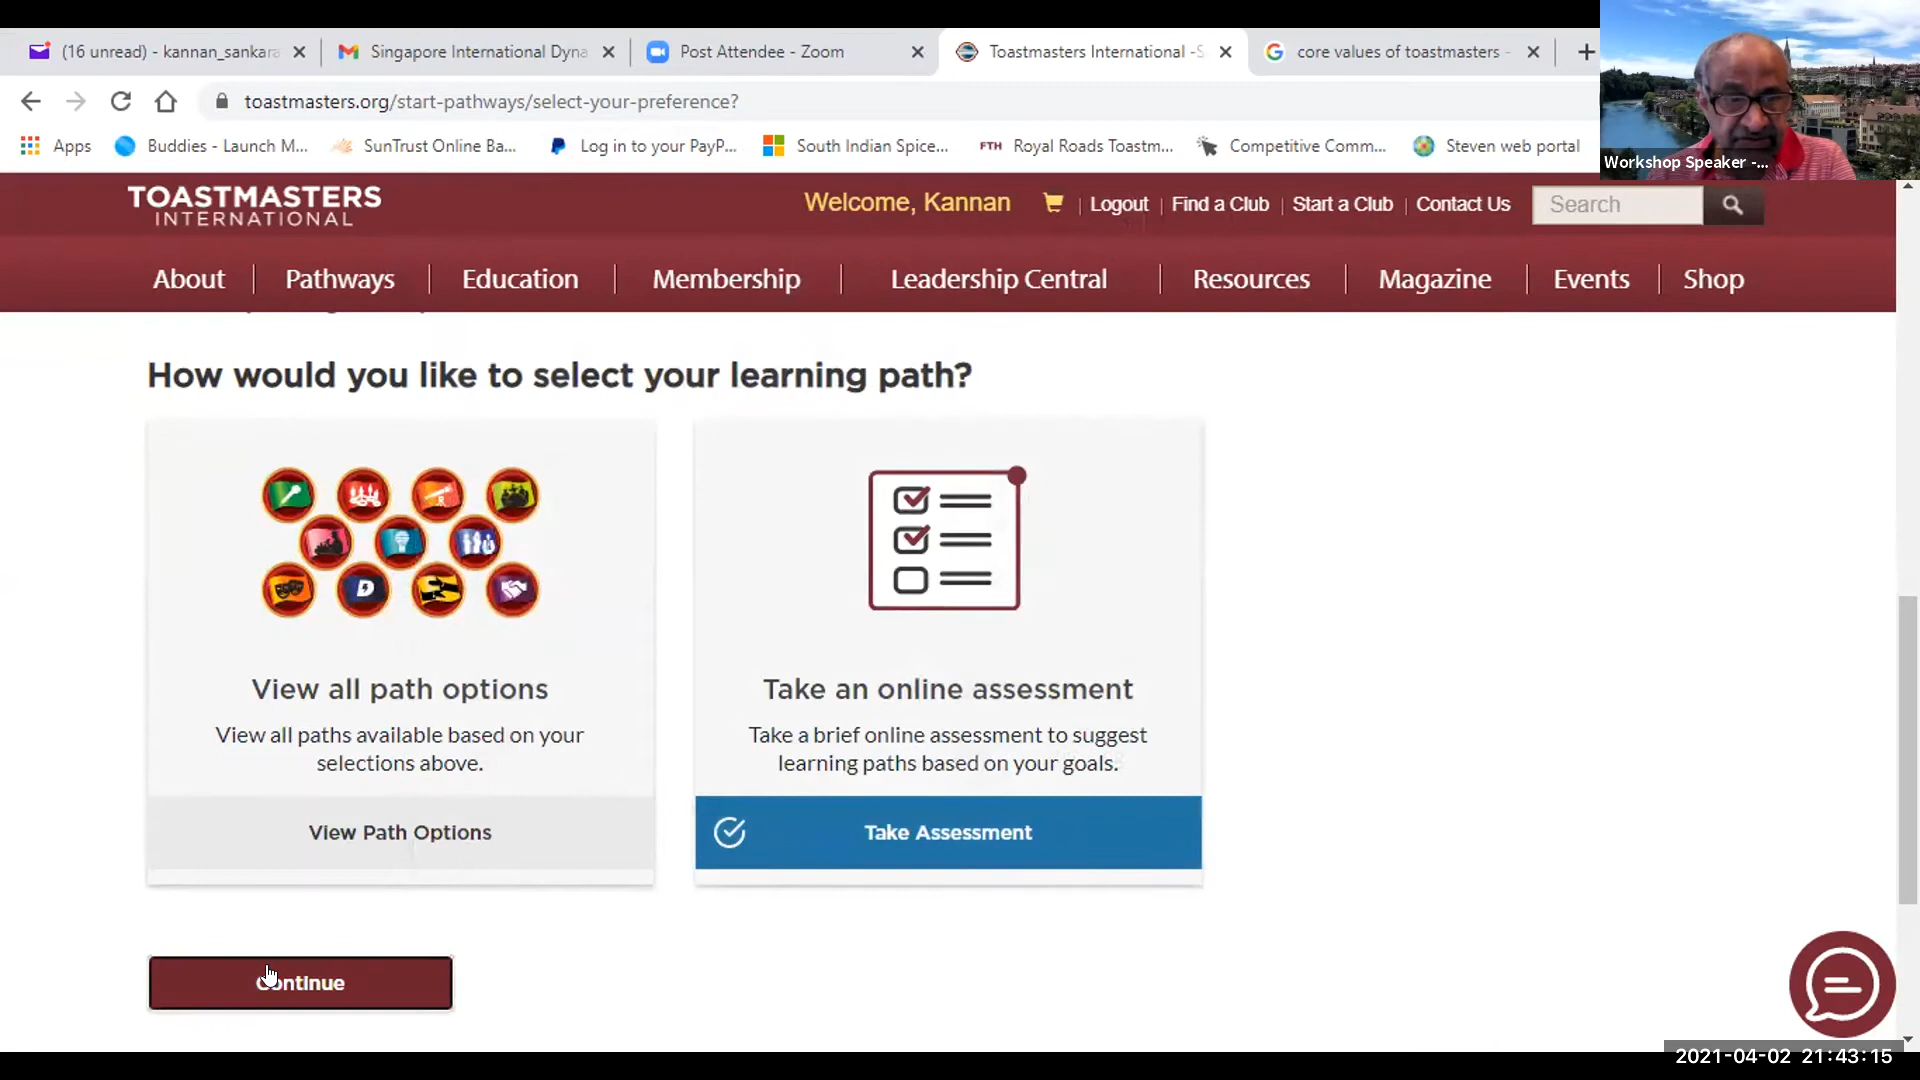 (16 unread) - kannan_sankara
Singapore International Dyna
Post Attendee - Zoom
Toastmasters International -S
core values of toastmasters -
toastmasters.org/start-pathways/select-your-preference?
Apps
Buddies - Launch M...
SunTrust Online Ba...
Log in to your PayP...
South Indian Spice...
FTH Royal Roads Toastm...
Competitive Comm...
Steven web portal
Workshop Speaker -...
TOASTMASTERS
INTERNATIONAL
Welcome, Kannan
Logout | Find a Club | Start a Club | Contact Us
Search
About | Pathways | Education | Membership | Leadership Central | Resources | Magazine | Events | Shop
How would you like to select your learning path?
D
View all path options
View all paths available based on your
selections above.
View Path Options
Take an online assessment
Take a brief online assessment to suggest
learning paths based on your goals.
Take Assessment
Continue
2021-04-02 21:43:15